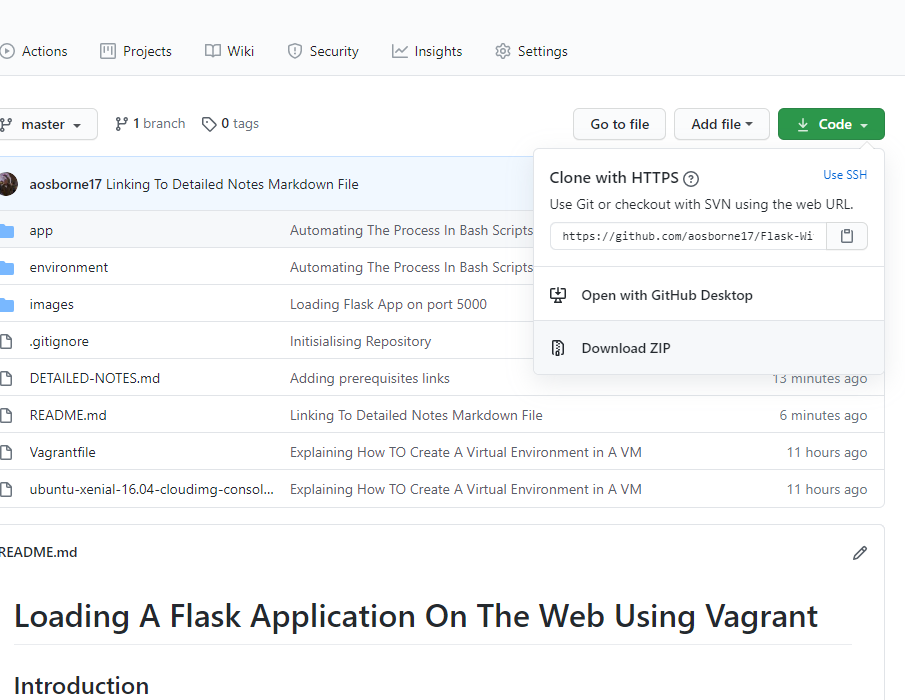 Actions Projects Wiki Security Insights Settings
master 1 branch 0 tags Go to file Add file Code
aosborne17 Linking To Detailed Notes Markdown File
Clone with HTTPS ? Use SSH
Use Git or checkout with SVN using the web URL.
https://github.com/aosborne17/Flask-Wi
Open with GitHub Desktop
Download ZIP
app Automating The Process In Bash Scripts
environment Automating The Process In Bash Scripts
images Loading Flask App on port 5000
.gitignore Initisialising Repository
DETAILED-NOTES.md Adding prerequisites links 13 minutes ago
README.md Linking To Detailed Notes Markdown File 6 minutes ago
Vagrantfile Explaining How TO Create A Virtual Environment in A VM 11 hours ago
ubuntu-xenial-16.04-cloudimg-consol... Explaining How TO Create A Virtual Environment in A VM 11 hours ago
README.md
Loading A Flask Application On The Web Using Vagrant
Introduction